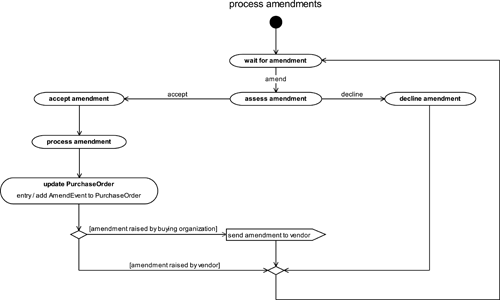 process amendments
wait for amendment
amend
accept amendment
accept
assess amendment
decline
decline amendment
process amendment
update PurchaseOrder
entry / add AmendEvent to PurchaseOrder
[amendment raised by buying organization]
send amendment to vendor
[amendment raised by vendor]